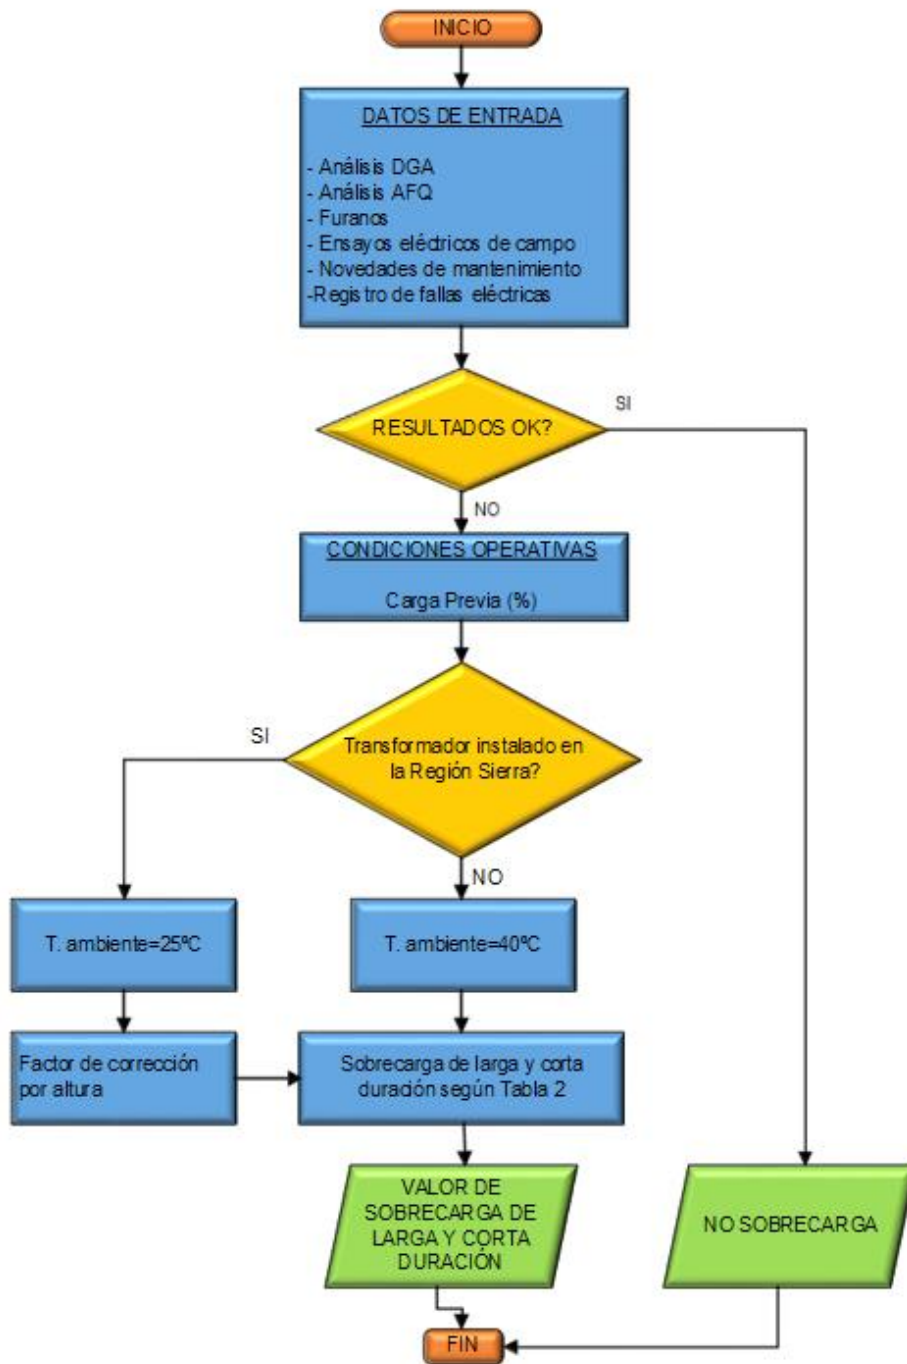 INICIO
DATOS DE ENTRADA
- Análisis DGA
- Análisis AFQ
- Furanos
- Ensayos eléctricos de campo
- Novedades de mantenimiento
-Registro de fallas eléctricas
RESULTADOS OK?
SI
NO
CONDICIONES OPERATIVAS
Carga Previa (%)
SI
Transformador instalado en
la Región Sierra?
NO
T. ambiente=25ºC
T. ambiente=40ºC
Factor de corrección
por altura
Sobrecarga de larga y corta
duración según Tabla 2
VALOR DE
SOBRECARGA DE
LARGA Y CORTA
DURACIÓN
NO SOBRECARGA
FIN